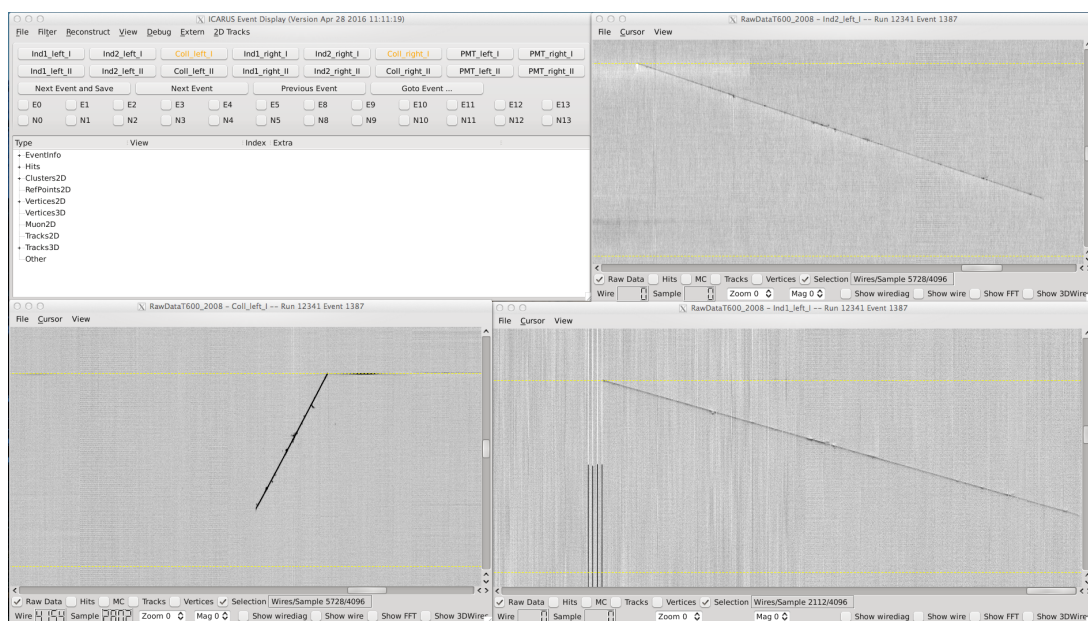 ICARUS Event Display (Version Apr 28 2016 11:11:19)
File Filter Reconstruct View Debug Extern 2D Tracks
Ind1_left_I Ind2_left_I Coll_left_I Ind1_right_I Ind2_right_I Coll_right_I PMT_left_I PMT_right_I
Ind1_left_II Ind2_left_II Coll_left_II Ind1_right_II Ind2_right_II Coll_right_II PMT_left_II PMT_right_II
Next Event and Save Next Event Previous Event Goto Event ...
E0 E1 E2 E3 E4 E5 E8 E9 E10 E11 E12 E13
N0 N1 N2 N3 N4 N5 N8 N9 N10 N11 N12 N13
Type View Index Extra
EventInfo
Hits
Clusters2D
RefPoints2D
Vertices2D
Vertices3D
Muon2D
Tracks2D
Tracks3D
Other
RawDataT600_2008 - Ind2_left_I -- Run 12341 Event 1387
File Cursor View
Raw Data Hits MC Tracks Vertices Selection Wires/Sample 5728/4096
Wire 0 Sample 0 Zoom 0 Mag 0 Show wirediag Show wire Show FFT Show 3DWire
RawDataT600_2008 - Coll_left_I -- Run 12341 Event 1387
File Cursor View
Raw Data Hits MC Tracks Vertices Selection Wires/Sample 5728/4096
Wire 4154 Sample 2802 Zoom 0 Mag 0 Show wirediag Show wire Show FFT Show 3DWires
RawDataT600_2008 - Ind1_left_I -- Run 12341 Event 1387
File Cursor View
Raw Data Hits MC Tracks Vertices Selection Wires/Sample 2112/4096
Wire 0 Sample 0 Zoom 0 Mag 0 Show wirediag Show wire Show FFT Show 3DWires